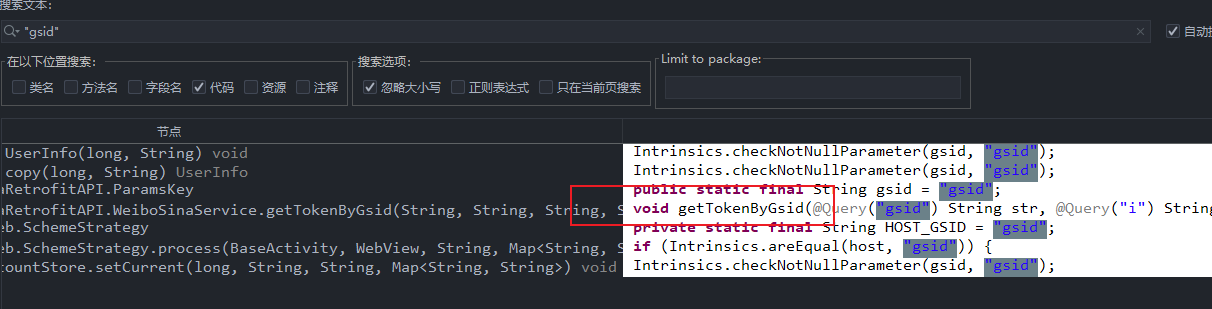 搜索文本:
"gsid"
自动
在以下位置搜索:
类名 方法名 字段名 代码 资源 注释
搜索选项:
忽略大小写 正则表达式 只在当前页搜索
Limit to package:
节点
UserInfo(long, String) void
Intrinsics.checkNotNullParameter(gsid, "gsid");
copy(long, String) UserInfo
Intrinsics.checkNotNullParameter(gsid, "gsid");
aRetrofitAPI.ParamsKey
public static final String gsid = "gsid";
aRetrofitAPI.WeiboSinaService.getTokenByGsid(String, String, String, S
void getTokenByGsid(@Query("gsid") String str, @Query("i") String
eb.SchemeStrategy
private static final String HOST_GSID = "gsid";
eb.SchemeStrategy.process(BaseActivity, WebView, String, Map<String, S
if (Intrinsics.areEqual(host, "gsid")) {
countStore.setCurrent(long, String, String, Map<String, String>) void
Intrinsics.checkNotNullParameter(gsid, "gsid");